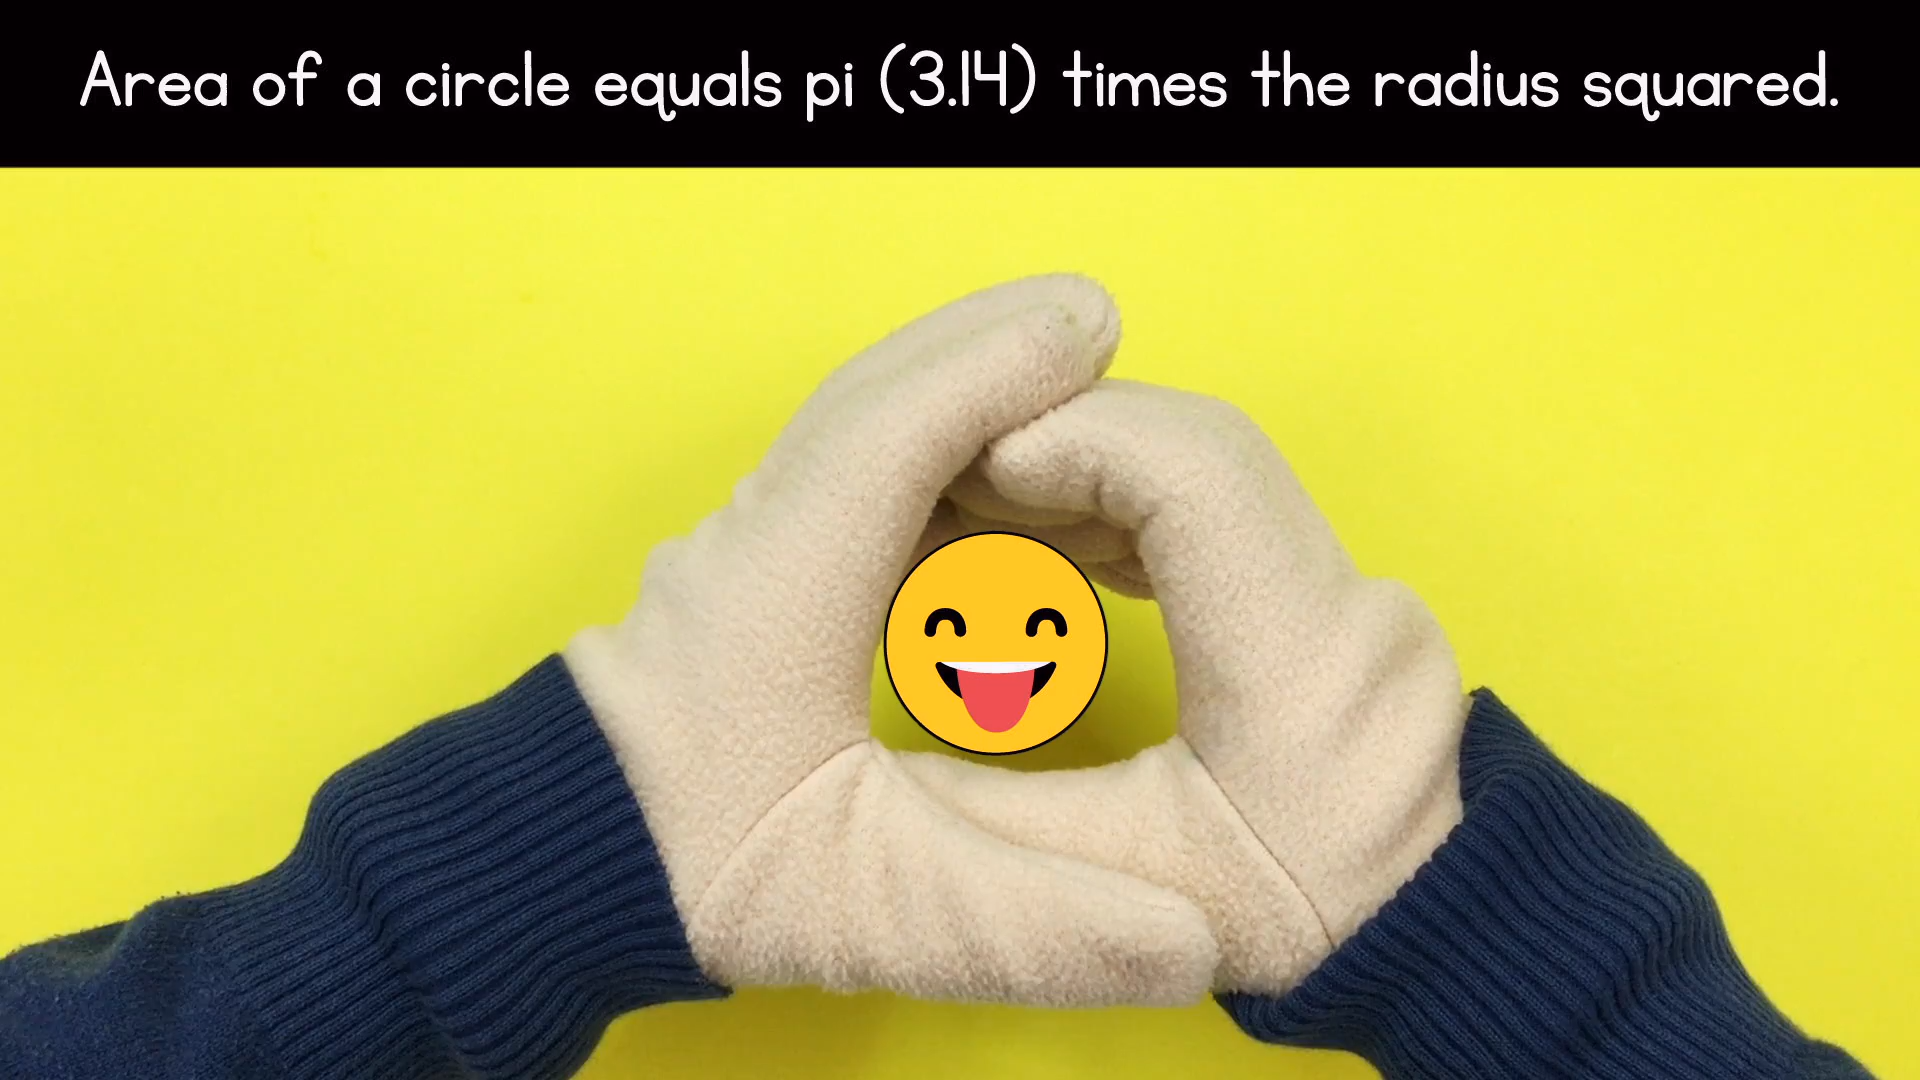 Area of a circle equals pi (3.14) times the radius squared.